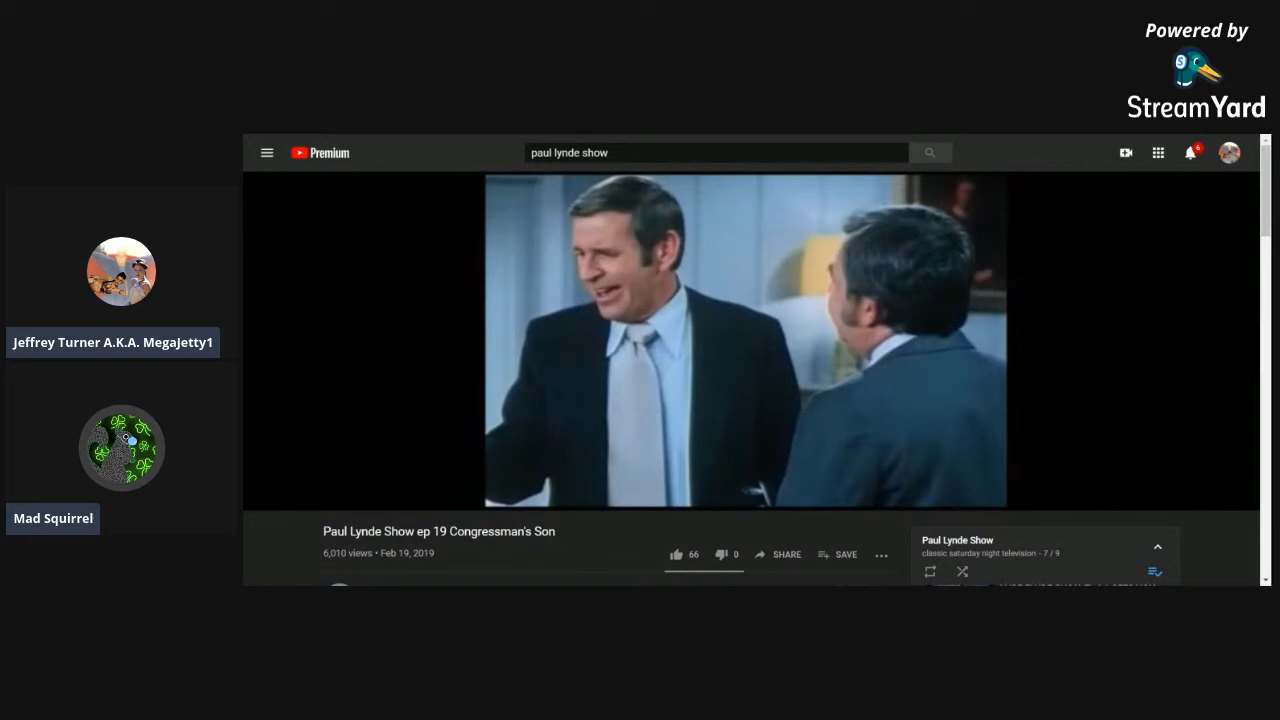 Powered by
StreamYard
Premium
paul lynde show
6
Jeffrey Turner A.K.A. MegaJetty1
Mad Squirrel
Paul Lynde Show ep 19 Congressman's Son
6,010 views • Feb 19, 2019
66
0
SHARE
SAVE
Paul Lynde Show
classic saturday night television - 7 / 9